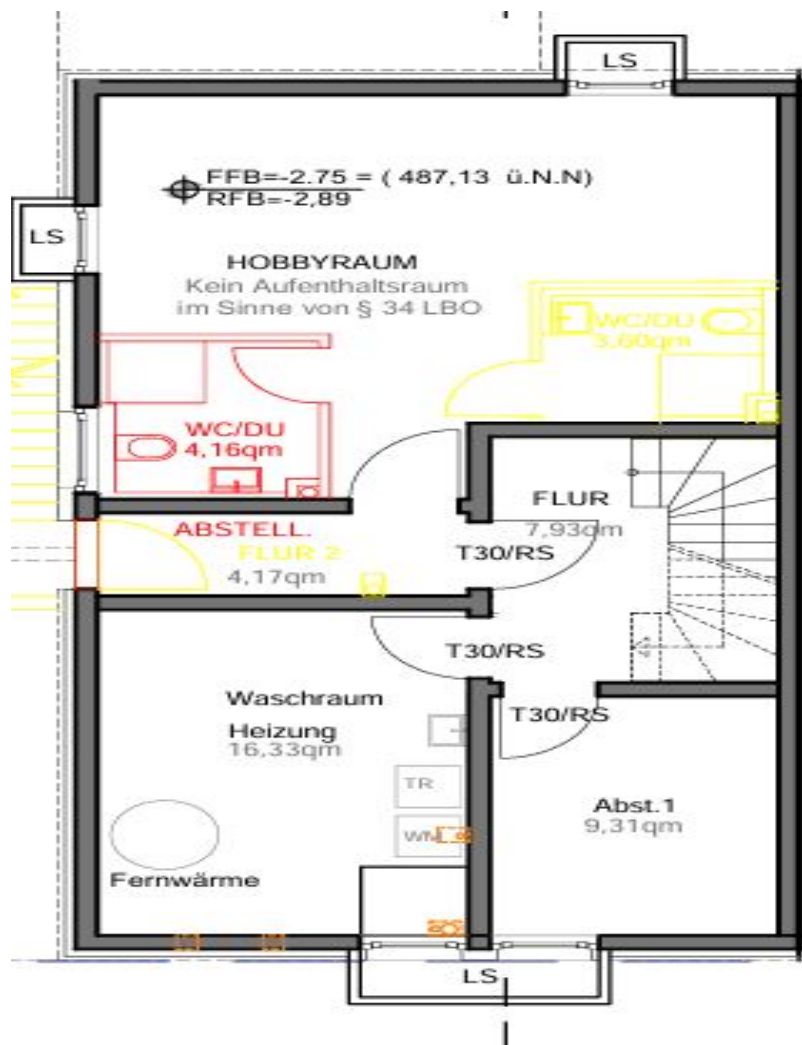 LS
FFB=-2.75 = ( 487,13 ü.N.N)
RFB=-2,89
LS
HOBBYRAUM
Kein Aufenthaltsraum
im Sinne von § 34 LBO
WC/DU
3,60qm
WC/DU
4,16qm
FLUR
7,93qm
ABSTELL.
FLUR 2
4,17qm
T30/RS
T30/RS
Waschraum
Heizung
16,33qm
T30/RS
TR
WM
Abst.1
9,31qm
Fernwärme
LS